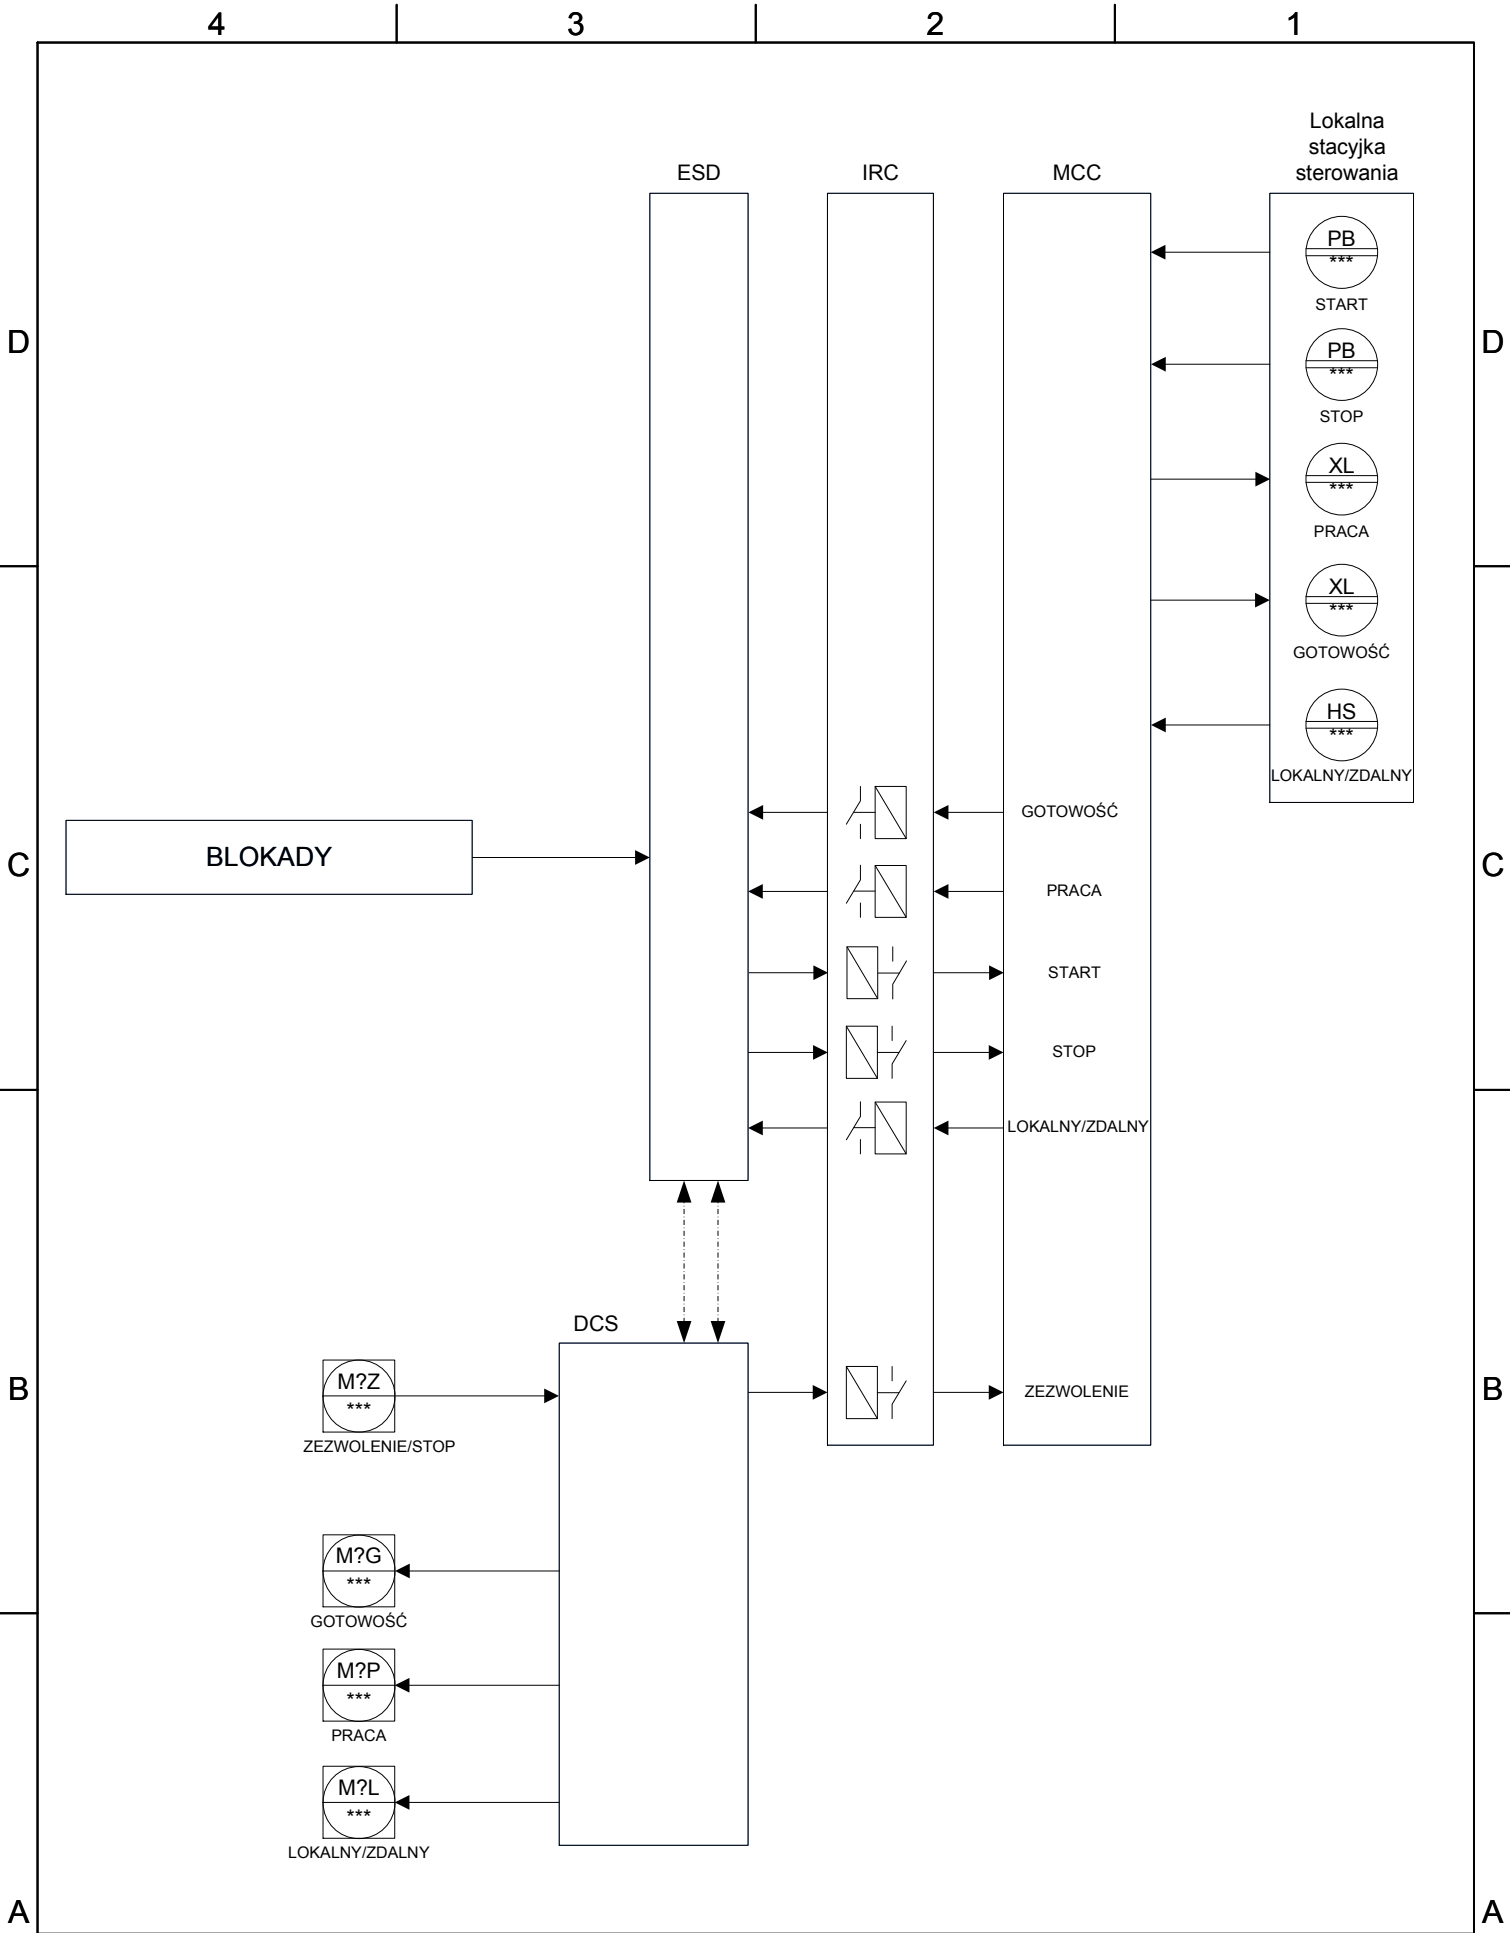 4 3 2 1
Lokalna
stacyjka
sterowania
ESD IRC MCC
PB
***
START
D D
PB
***
STOP
XL
***
PRACA
XL
***
GOTOWOŚĆ
HS
***
LOKALNY/ZDALNY
GOTOWOŚĆ
BLOKADY
C C
PRACA
START
STOP
LOKALNY/ZDALNY
DCS
M?Z
***
ZEZWOLENIE/STOP
B ZEZWOLENIE B
M?G
***
GOTOWOŚĆ
M?P
***
PRACA
M?L
***
LOKALNY/ZDALNY
A A